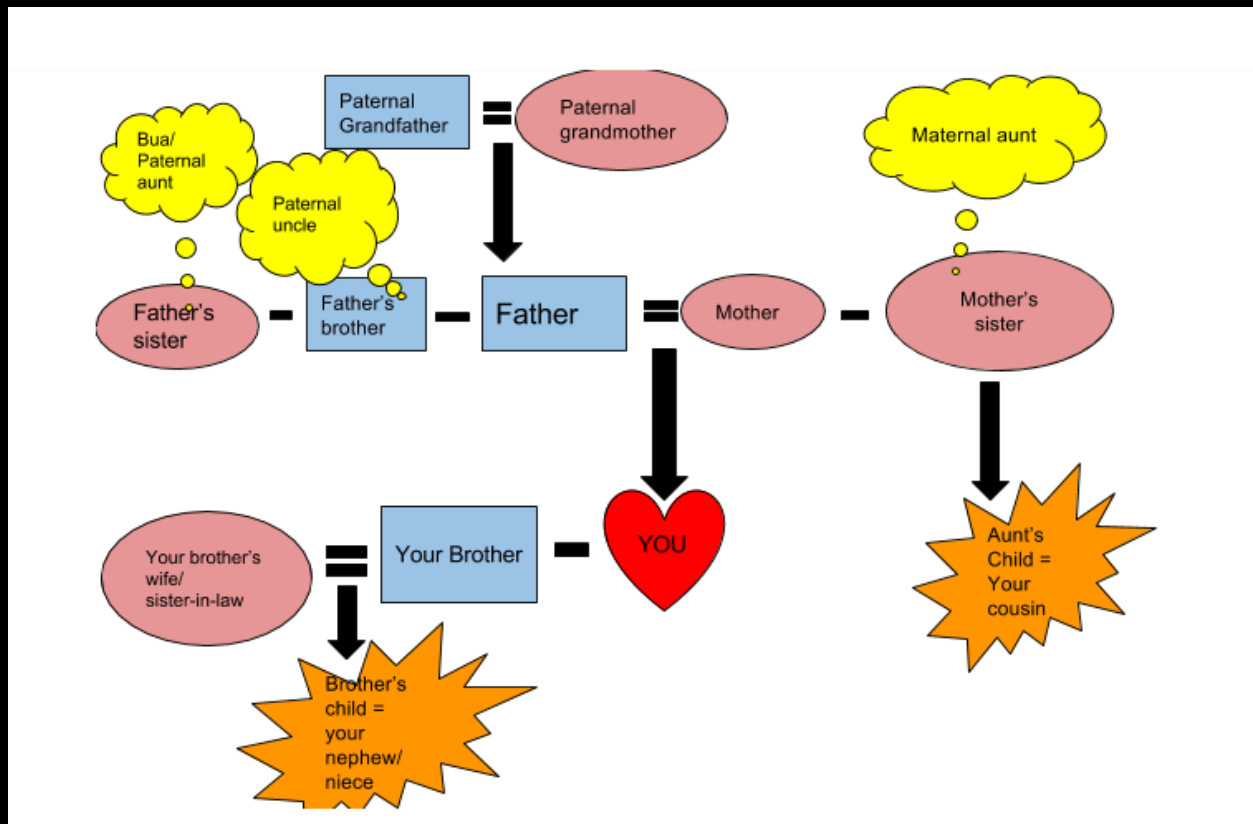 Paternal
Grandfather
Paternal
grandmother
Bua/
Paternal
aunt
Paternal
uncle
Maternal aunt
Father's
sister
Father's
brother
Father
Mother
Mother's
sister
Your brother's
wife/
sister-in-law
Your Brother
YOU
Aunt's
Child =
Your
cousin
Brother's
child =
your
nephew/
niece